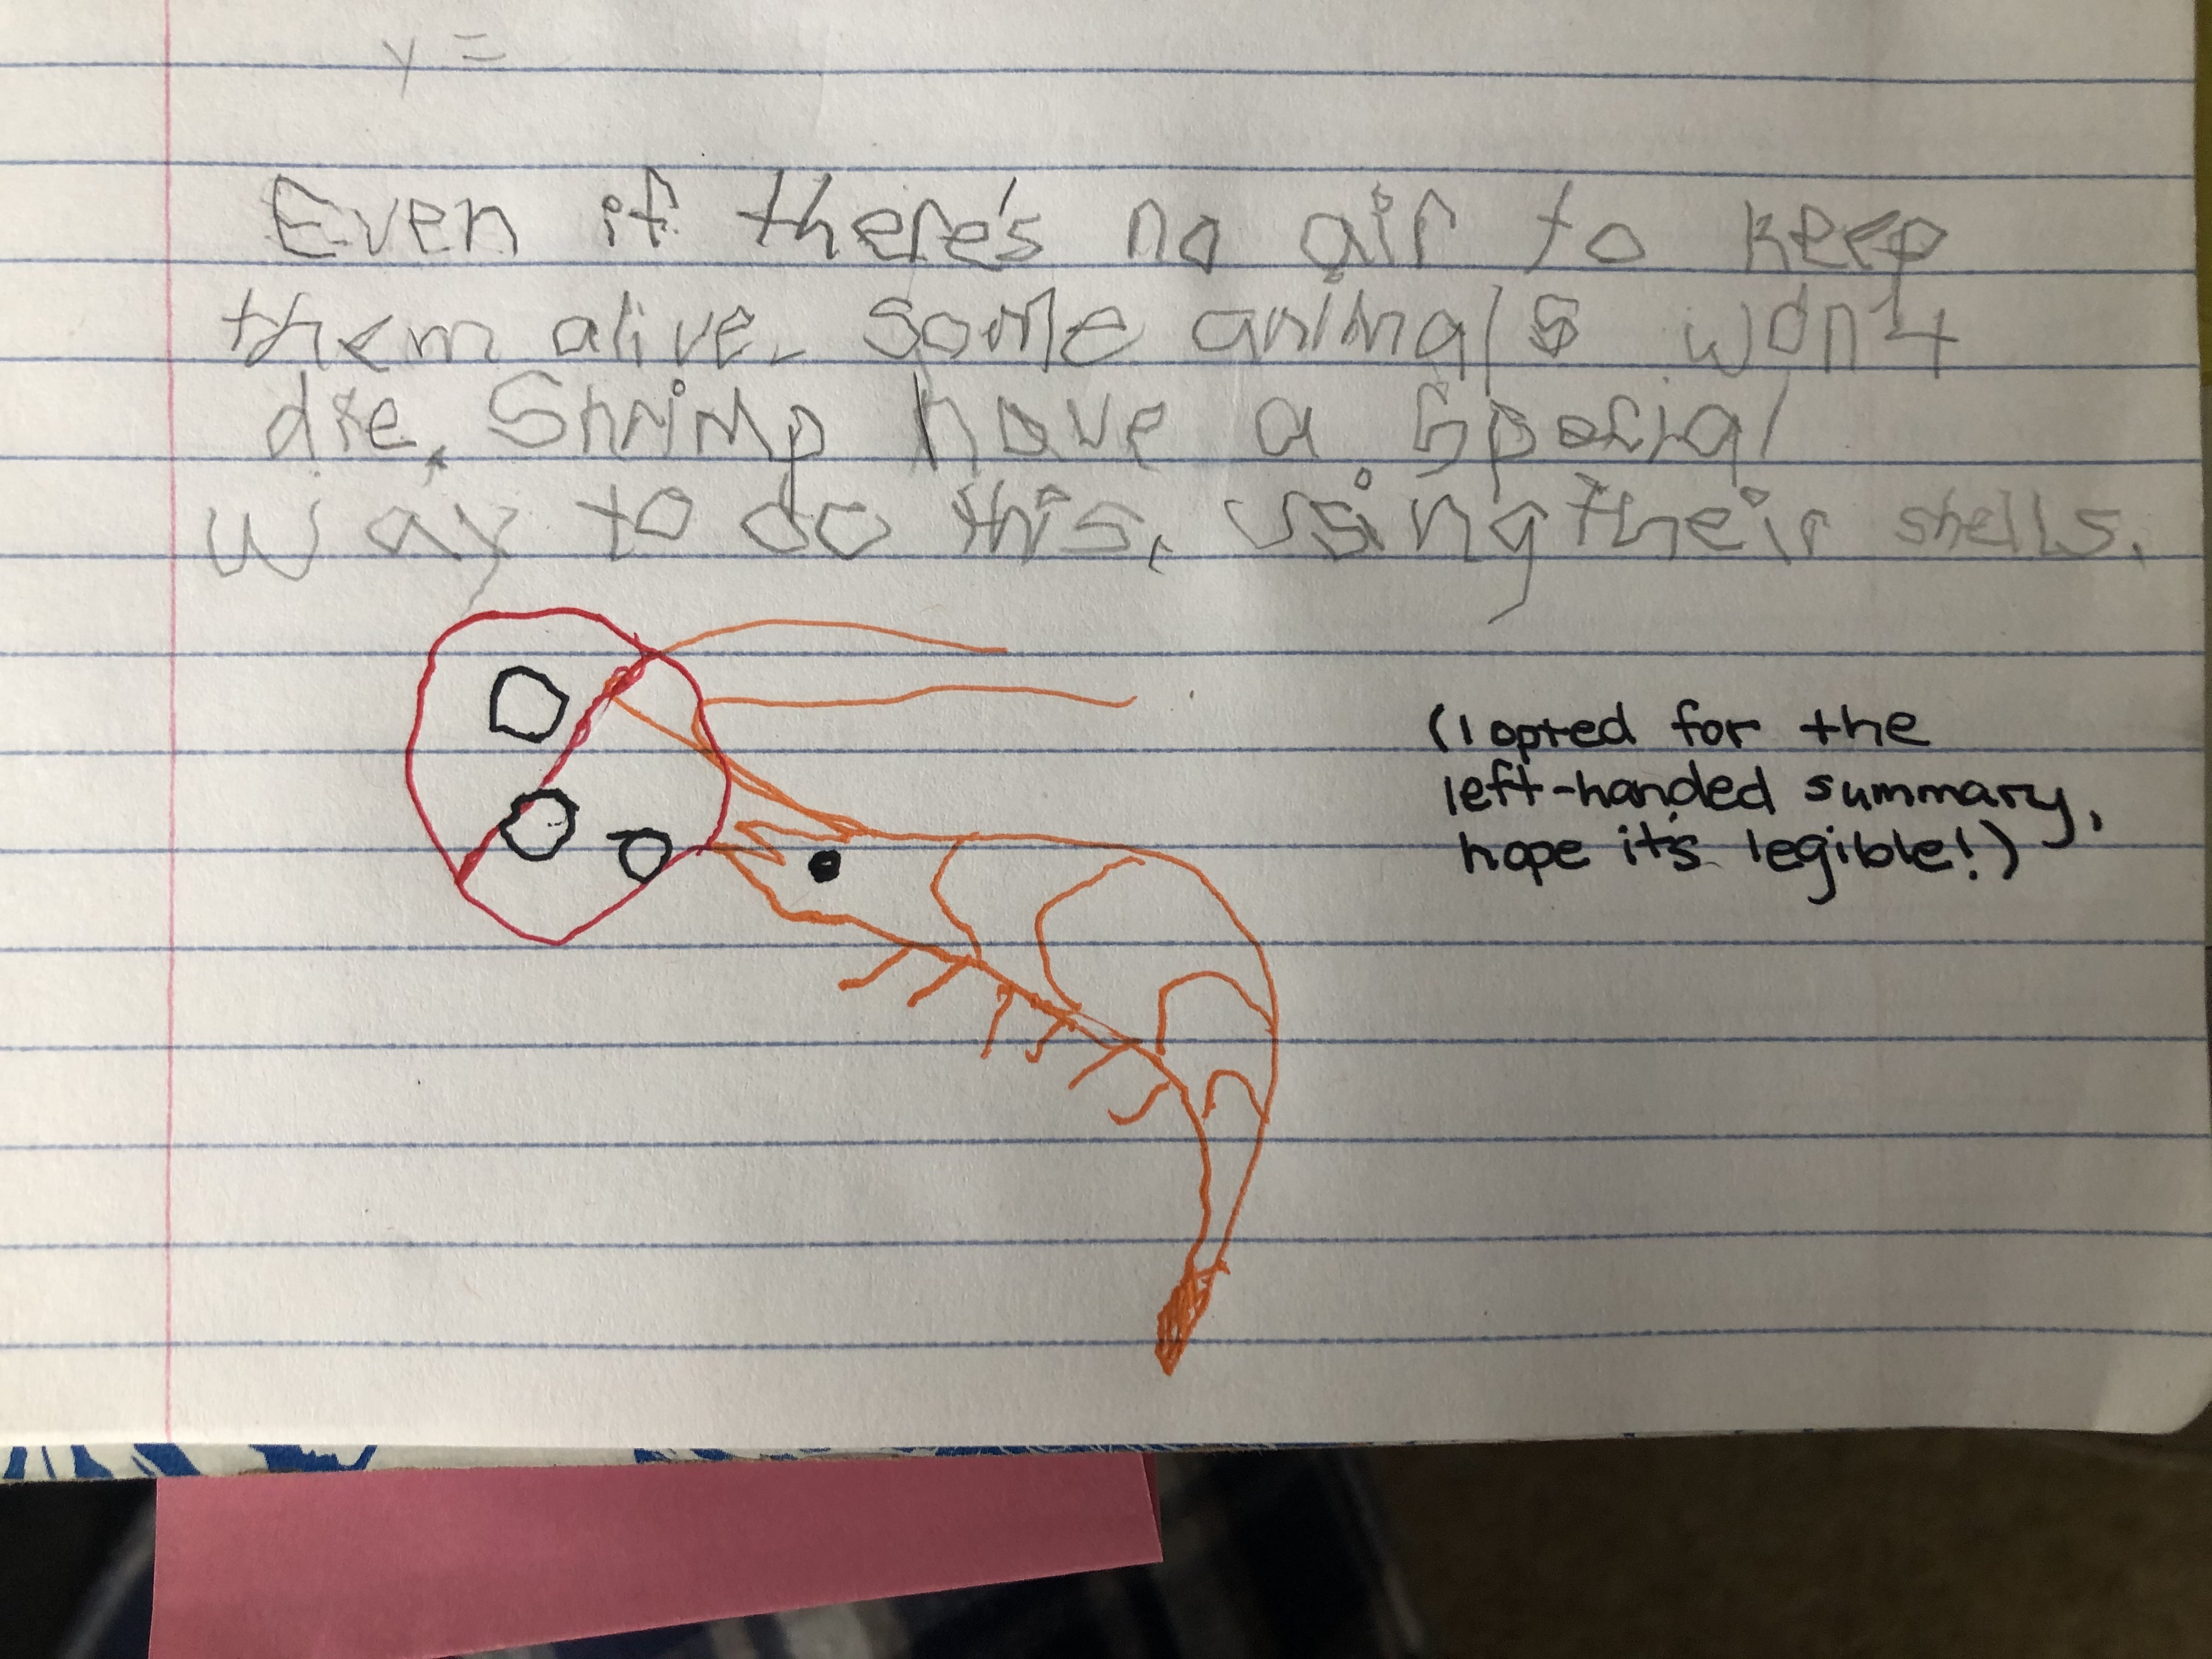 y =
Even if there's no air to keep
them alive. some animals won't
die. Shrimp have a special
way to do this, using their shells.
(I opted for the
left-handed summary,
hope it's legible!)